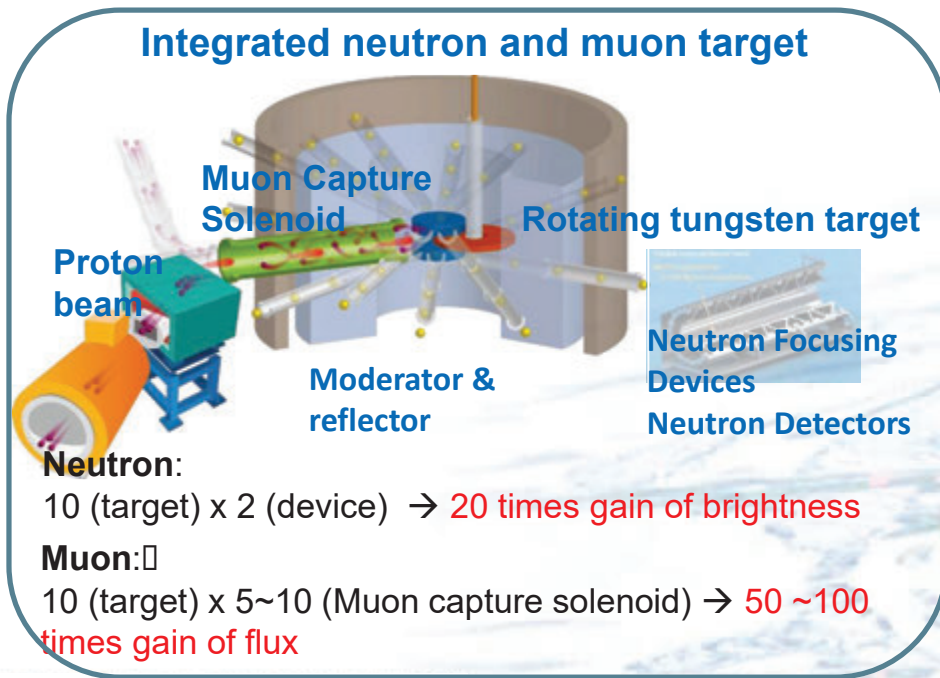 Integrated neutron and muon target
Muon Capture
Solenoid
Rotating tungsten target
Proton
beam
Neutron Focusing
Devices
Neutron Detectors
Moderator &
reflector
Neutron:
10 (target) x 2 (device) → 20 times gain of brightness
Muon:▯
10 (target) x 5~10 (Muon capture solenoid) → 50 ~100
times gain of flux